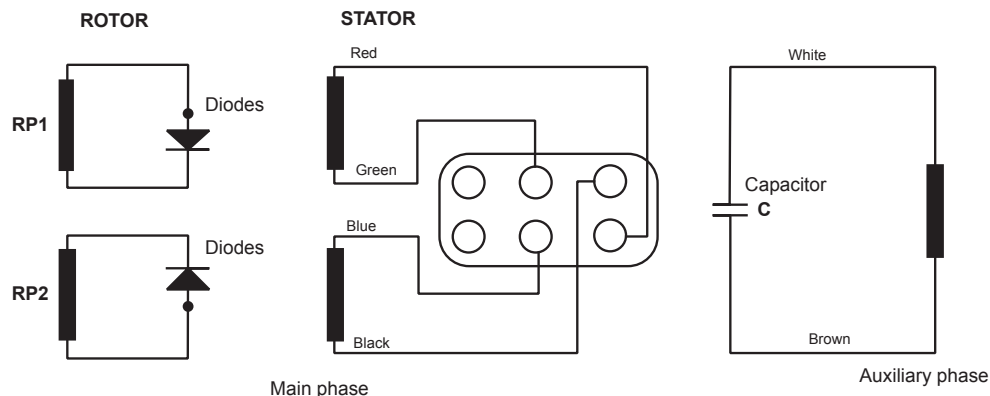 ROTOR
STATOR
Red
White
Diodes
RP1
Green
Capacitor
C
Blue
Diodes
RP2
Black
Brown
Main phase
Auxiliary phase